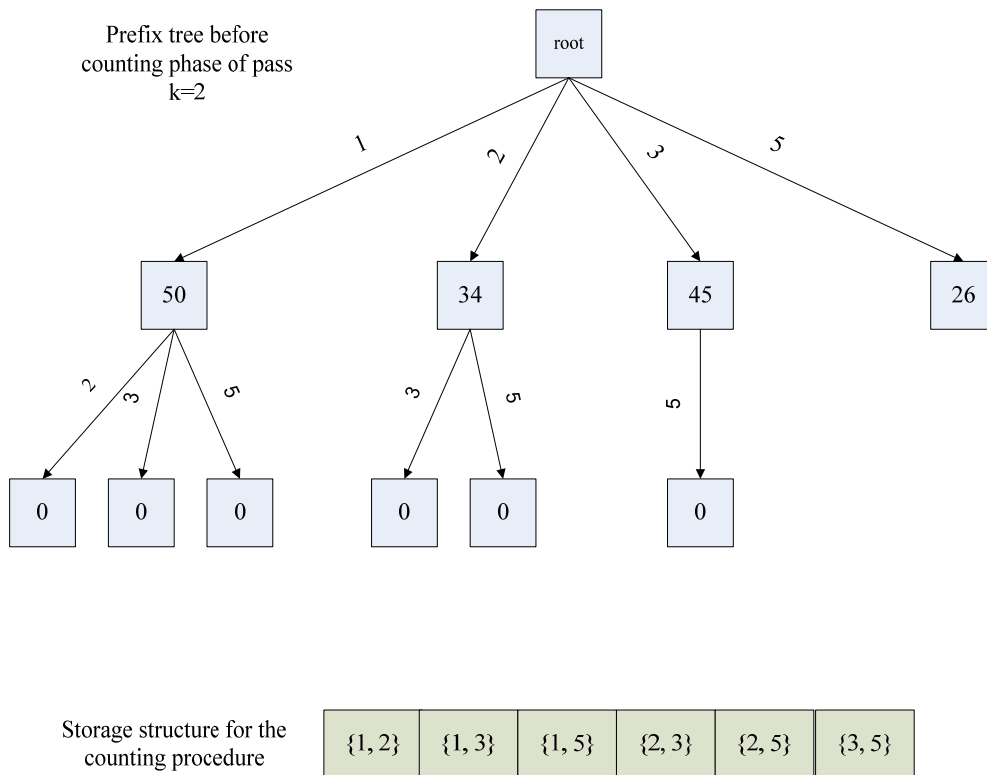 Prefix tree before
counting phase of pass
k=2
root
1
2
3
5
50
34
45
26
2
3
5
3
5
5
0
0
0
0
0
0
Storage structure for the
counting procedure
{1, 2} {1, 3} {1, 5} {2, 3} {2, 5} {3, 5}